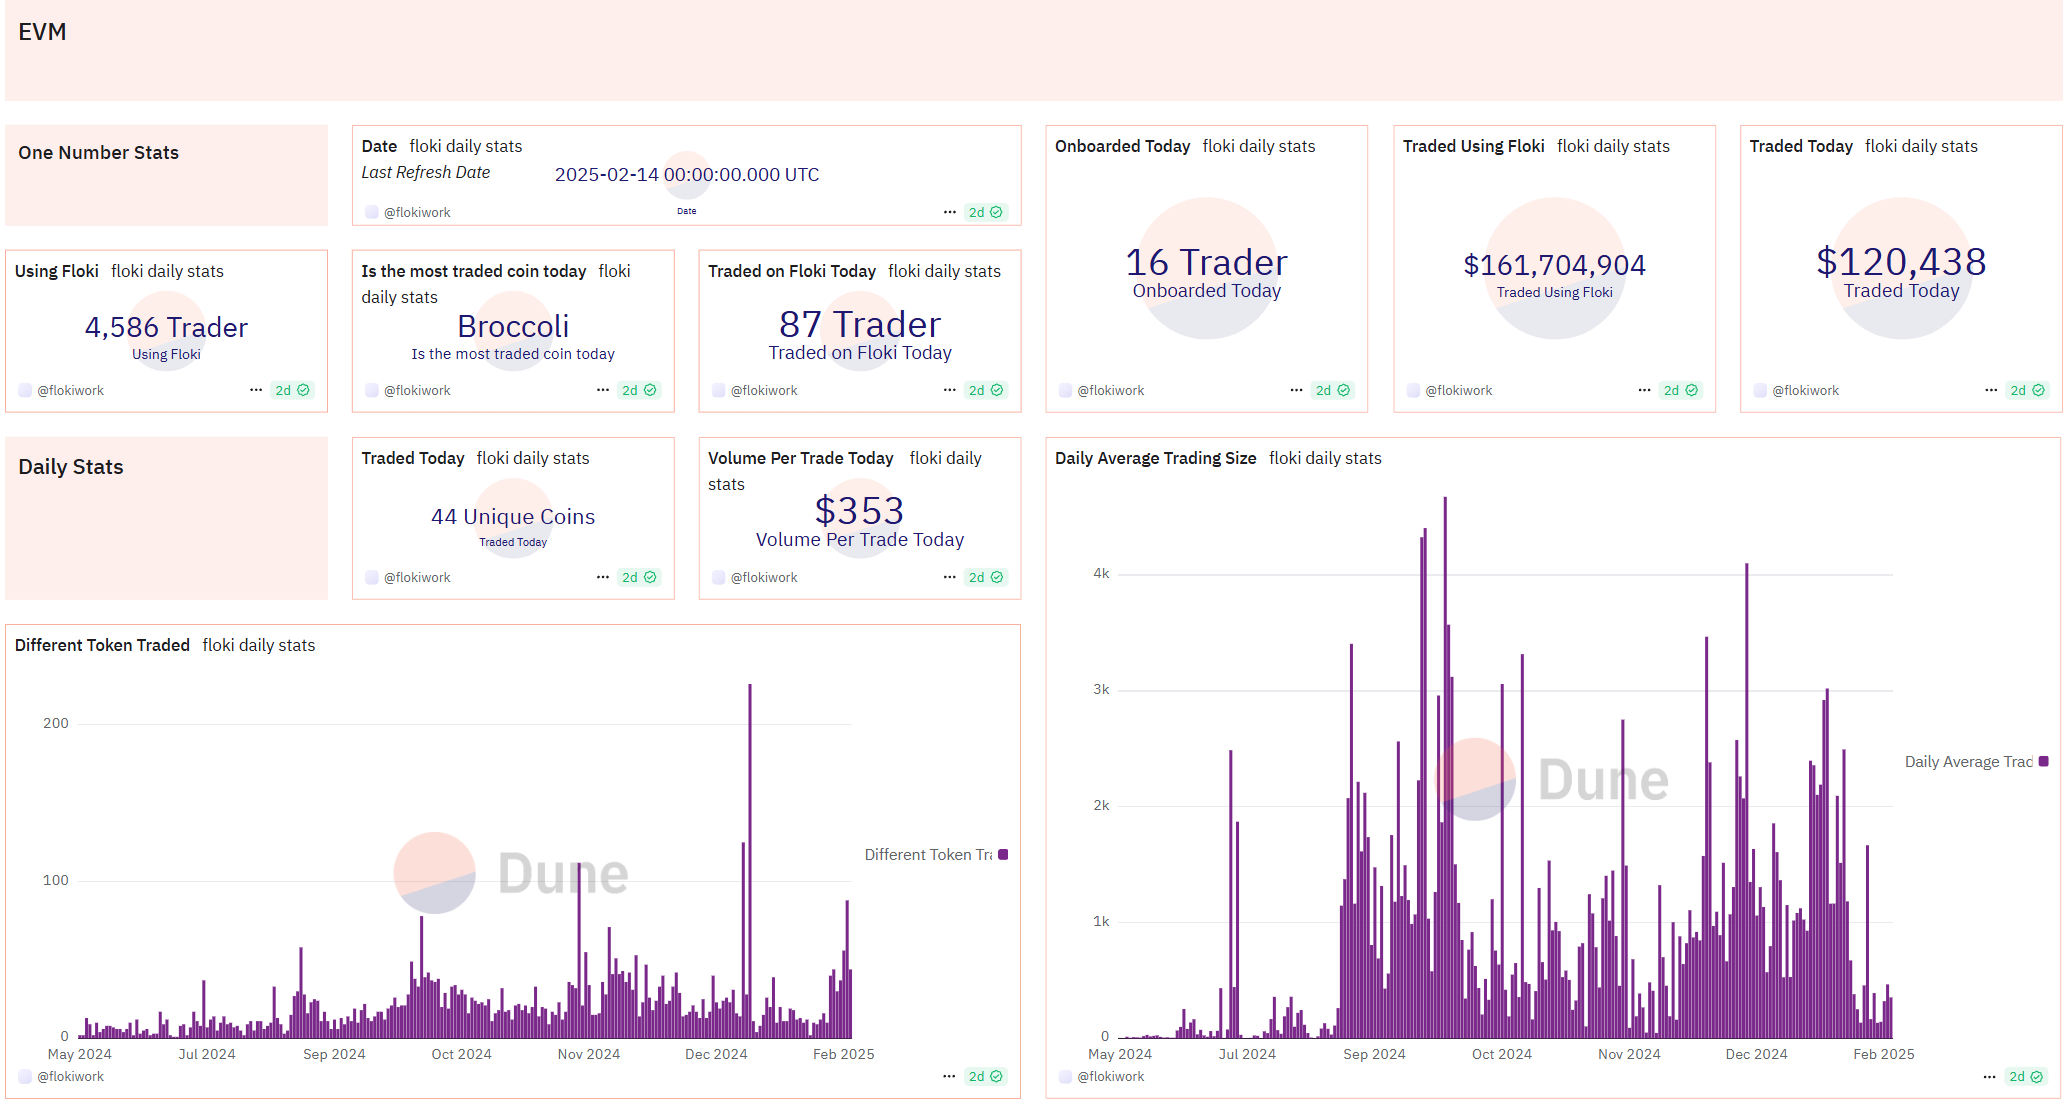 EVM
One Number Stats
Date floki daily stats
Last Refresh Date
2025-02-14 00:00:00.000 UTC
Date
@flokiwork
2d
Onboarded Today floki daily stats
16 Trader
Onboarded Today
@flokiwork
2d
Traded Using Floki floki daily stats
$161,704,904
Traded Using Floki
@flokiwork
2d
Traded Today floki daily stats
$120,438
Traded Today
@flokiwork
2d
Using Floki floki daily stats
4,586 Trader
Using Floki
@flokiwork
2d
Is the most traded coin today floki
daily stats
Broccoli
Is the most traded coin today
@flokiwork
2d
Traded on Floki Today floki daily stats
87 Trader
Traded on Floki Today
@flokiwork
2d
Daily Stats
Traded Today floki daily stats
44 Unique Coins
Traded Today
@flokiwork
2d
Volume Per Trade Today floki daily
stats
$353
Volume Per Trade Today
@flokiwork
2d
Daily Average Trading Size floki daily stats
4k
3k
2k
1k
0
May 2024 Jul 2024 Sep 2024 Oct 2024 Nov 2024 Dec 2024 Feb 2025
Dune
Daily Average Trad
@flokiwork
2d
Different Token Traded floki daily stats
200
100
0
May 2024 Jul 2024 Sep 2024 Oct 2024 Nov 2024 Dec 2024 Feb 2025
Dune
Different Token Tra
@flokiwork
2d